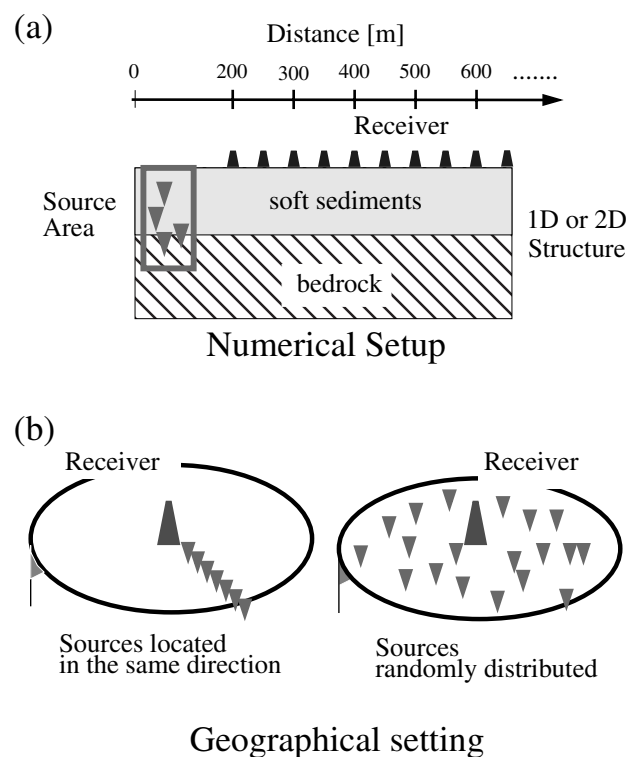 (a)
Distance [m]
0 200 300 400 500 600 .......
Receiver
Source
Area
soft sediments
1D or 2D
Structure
bedrock
Numerical Setup
(b)
Receiver
Receiver
Sources located
in the same direction
Sources
randomly distributed
Geographical setting